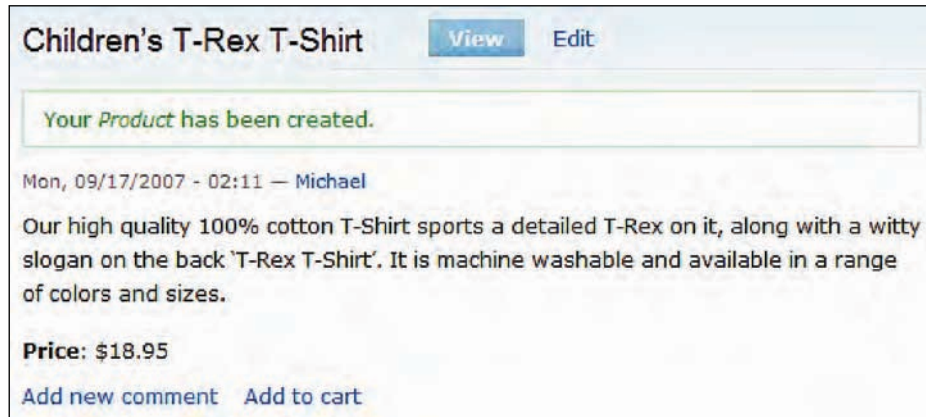 Children's T-Rex T-Shirt View Edit
Your Product has been created.
Mon, 09/17/2007 - 02:11 — Michael
Our high quality 100% cotton T-Shirt sports a detailed T-Rex on it, along with a witty
slogan on the back ‘T-Rex T-Shirt’. It is machine washable and available in a range
of colors and sizes.
Price: $18.95
Add new comment Add to cart